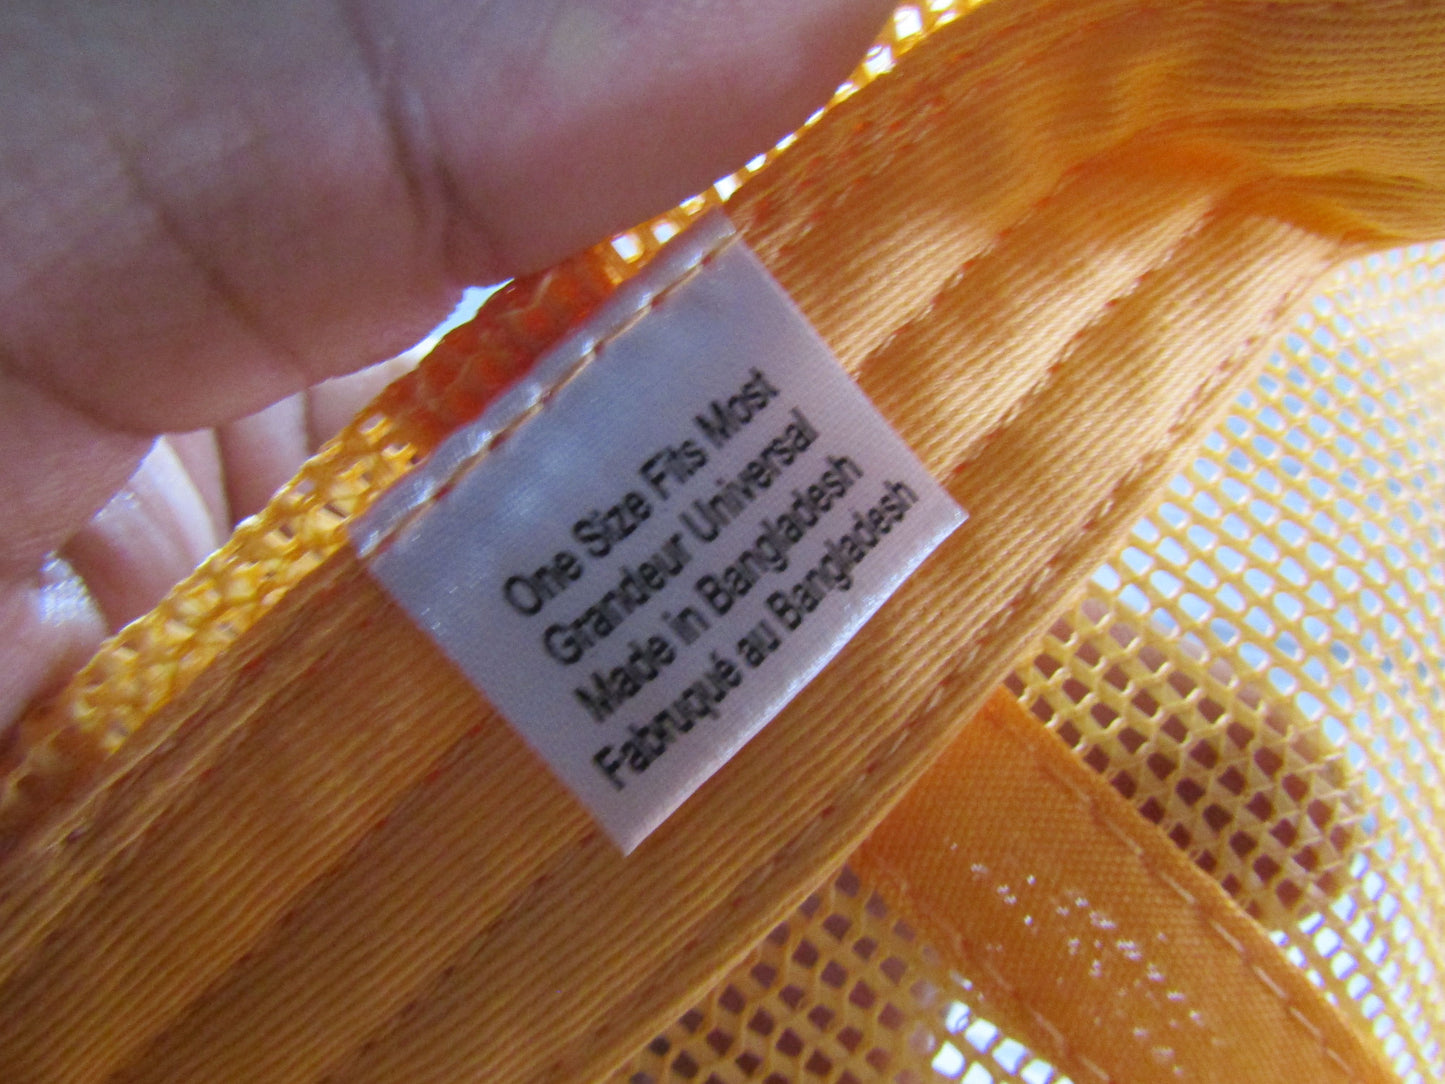 One Size Fits Most
Grandeur Universal
Made in Bangladesh
Fabruqué au Bangladesh